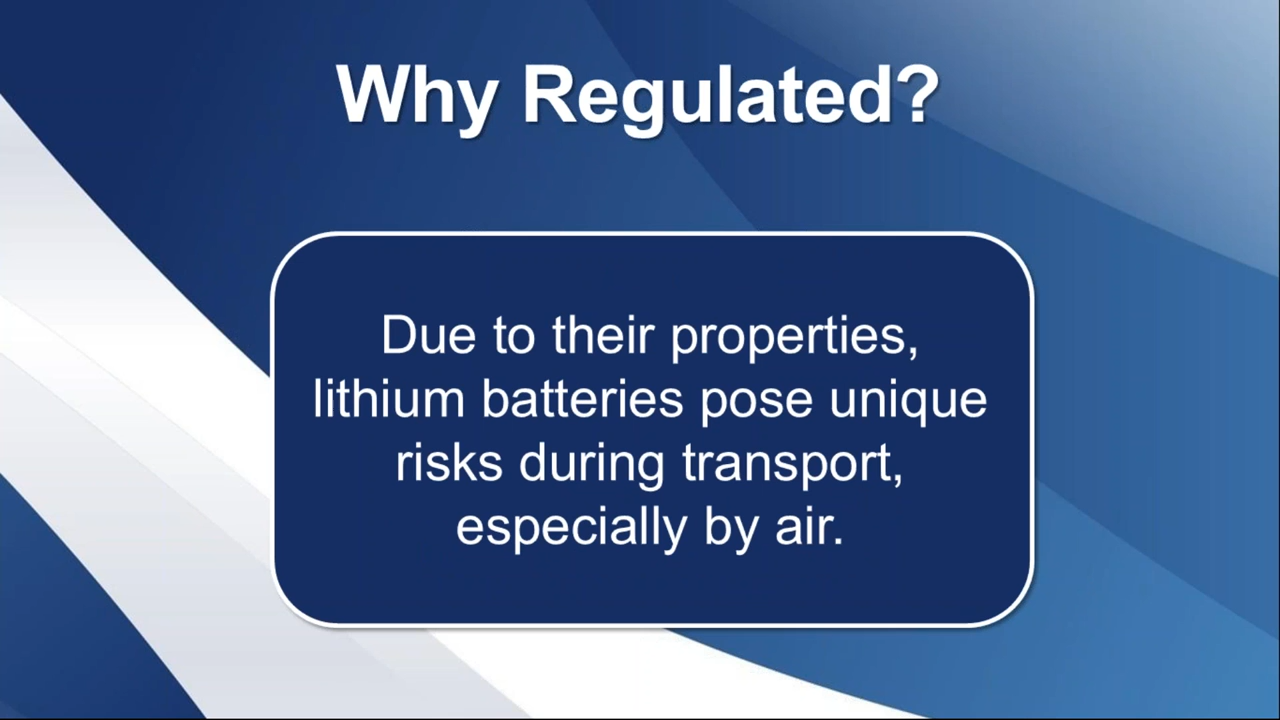 Why Regulated?
Due to their properties,
lithium batteries pose unique
risks during transport,
especially by air.